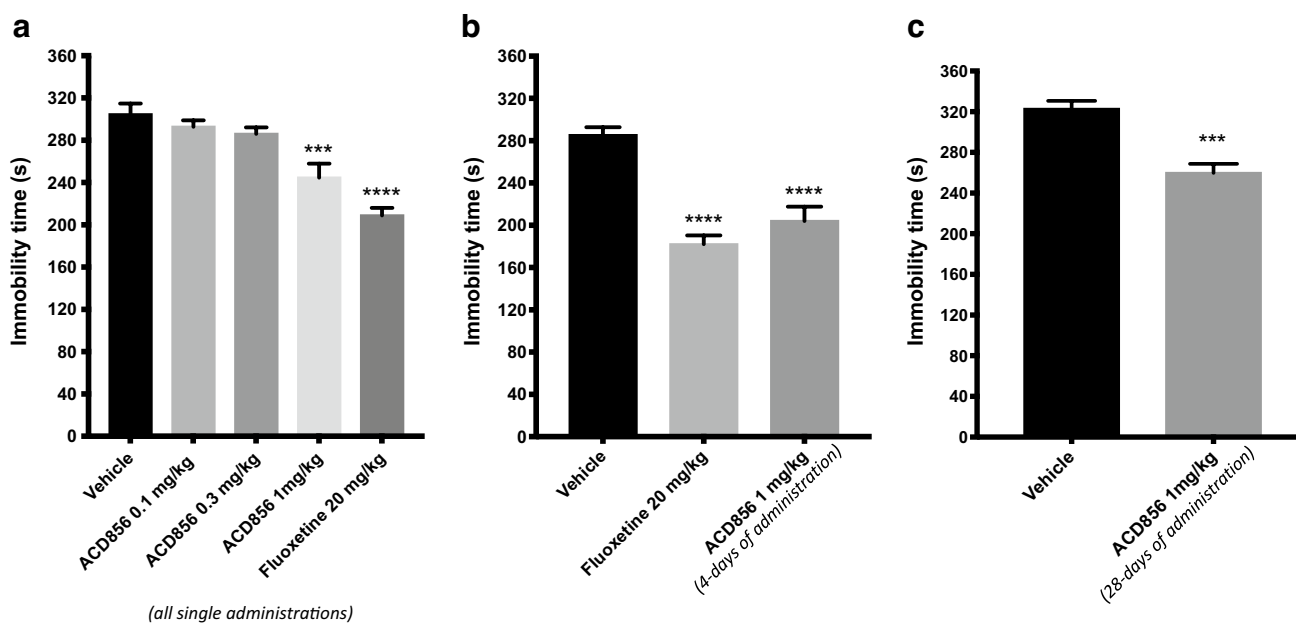 a
Immobility time (s)
360
320
280
240
200
160
120
80
40
0
***
****
Vehicle
ACD856 0.1 mg/kg
ACD856 0.3 mg/kg
ACD856 1mg/kg
Fluoxetine 20 mg/kg
(all single administrations)
b
Immobility time (s)
360
320
280
240
200
160
120
80
40
0
****
****
Vehicle
Fluoxetine 20 mg/kg
ACD856 1 mg/kg
(4-days of administration)
c
Immobility time (s)
360
320
280
240
200
160
120
80
40
0
***
Vehicle
ACD856 1mg/kg
(28-days of administration)